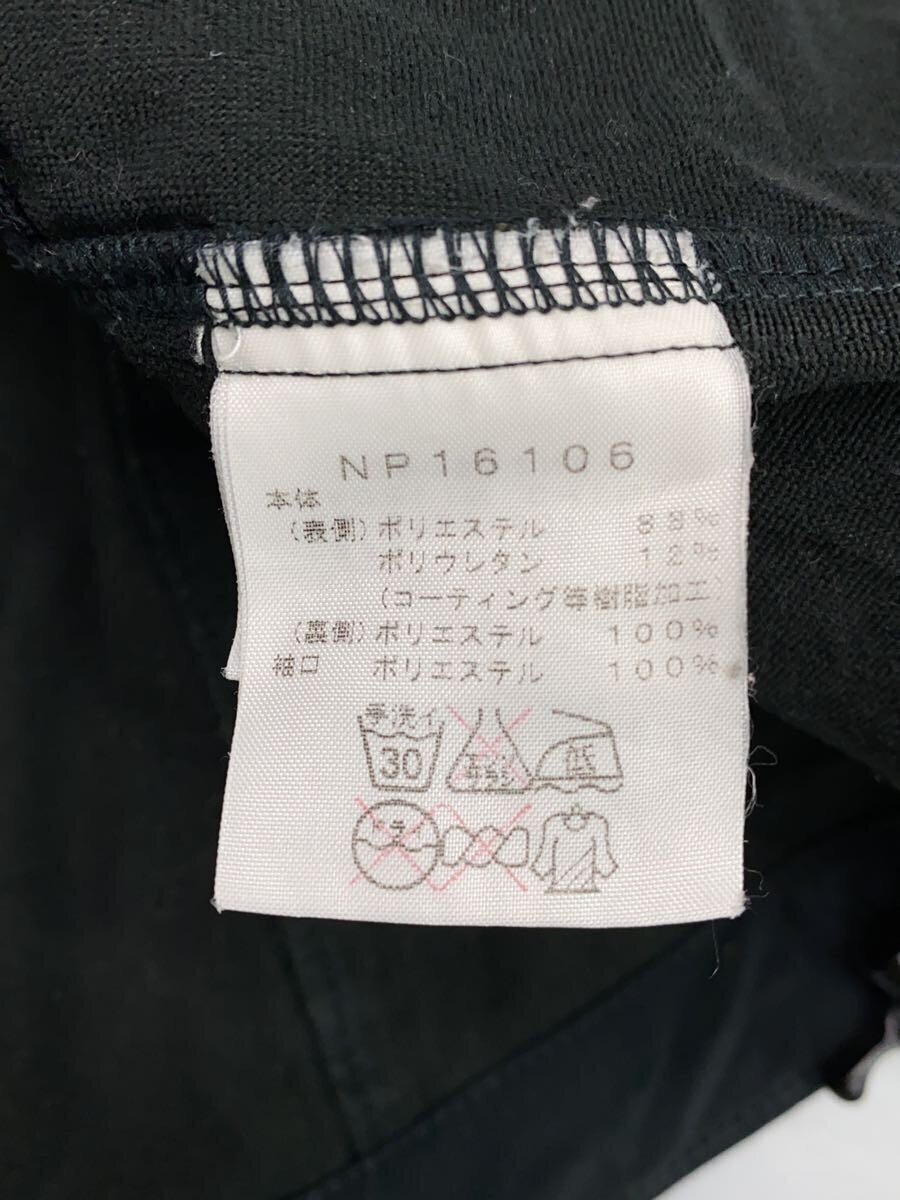 NP16106
本体
(表側)ポリエステル 88%
ポリウレタン 12%
(コーティング等樹脂加工)
(裏側)ポリエステル 100%
袖口 ポリエステル 100%
手洗イ
30
低